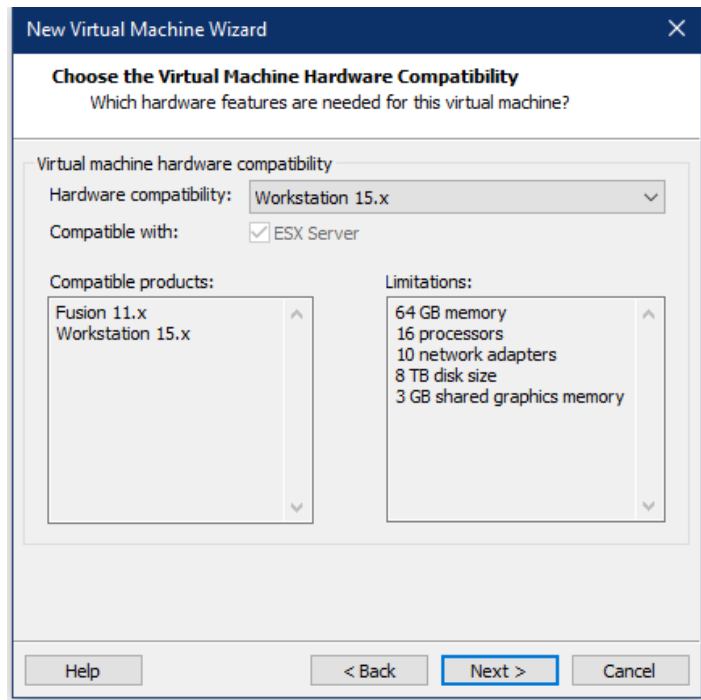 New Virtual Machine Wizard
Choose the Virtual Machine Hardware Compatibility
Which hardware features are needed for this virtual machine?
Virtual machine hardware compatibility
Hardware compatibility: Workstation 15.x
Compatible with: ESX Server
Compatible products:
Fusion 11.x
Workstation 15.x
Limitations:
64 GB memory
16 processors
10 network adapters
8 TB disk size
3 GB shared graphics memory
Help < Back Next > Cancel